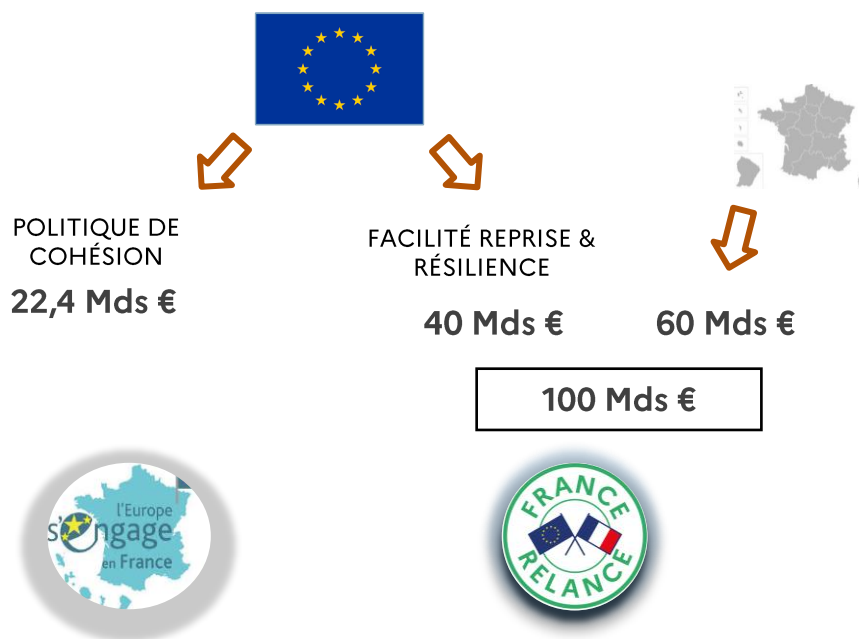 POLITIQUE DE
COHÉSION
22,4 Mds €
FACILITÉ REPRISE &
RÉSILIENCE
40 Mds €
60 Mds €
100 Mds €
l'Europe
s'engage
en France
FRANCE
RELANCE